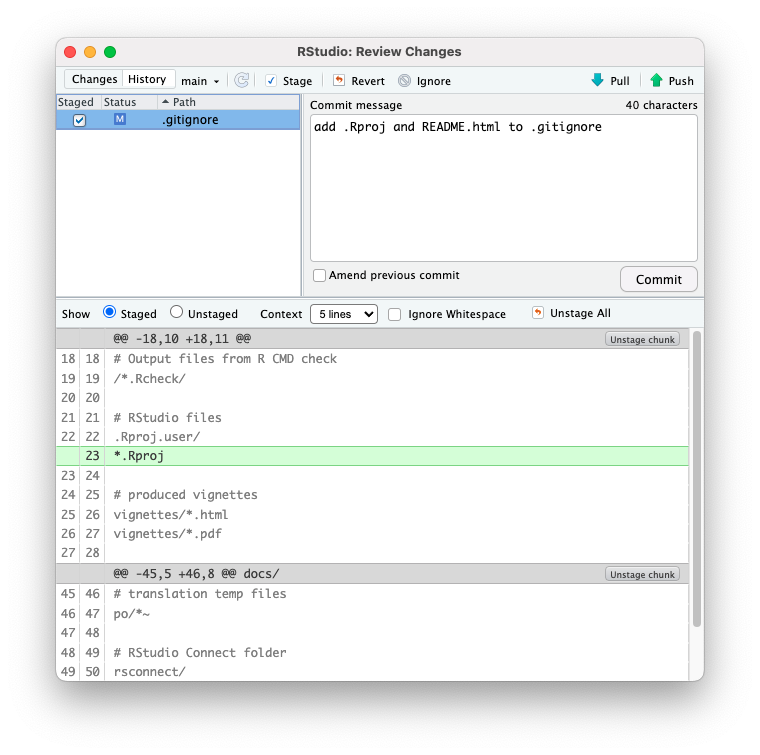 RStudio: Review Changes
Changes History main Stage Revert Ignore Pull Push
Staged Status Path
M .gitignore
Commit message 40 characters
add .Rproj and README.html to .gitignore
Amend previous commit Commit
Show Staged Unstaged Context 5 lines Ignore Whitespace Unstage All
@@ -18,10 +18,11 @@ Unstage chunk
18 18 # Output files from R CMD check
19 19 /*.Rcheck/
20 20
21 21 # RStudio files
22 22 .Rproj.user/
23 *.Rproj
23 24
24 25 # produced vignettes
25 26 vignettes/*.html
26 27 vignettes/*.pdf
27 28
@@ -45,5 +46,8 @@ docs/ Unstage chunk
45 46 # translation temp files
46 47 po/*~
47 48
48 49 # RStudio Connect folder
49 50 rsconnect/